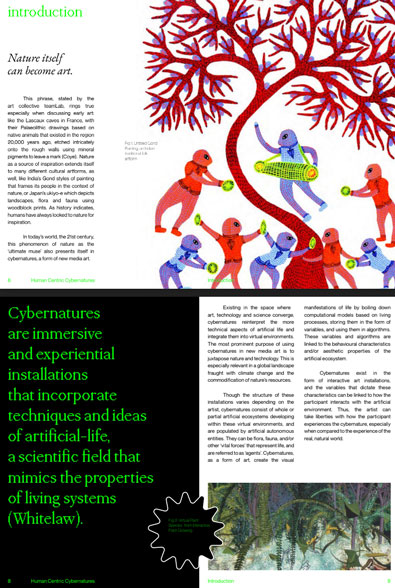 introduction
Nature itself
can become art.
This phrase, stated by the
art collective teamLab, rings true
especially when discussing early art
like the Lascaux caves in France, with
their Palaeolithic drawings based on
native animals that existed in the region
20,000 years ago, etched intricately
onto the rough walls using mineral
pigments to leave a mark (Coye). Nature
as a source of inspiration extends itself
to many different cultural artforms, as
well, like India's Gond styles of painting
that frames its people in the context of
nature, or Japan's ukiyo-e which depicts
landscapes, flora and fauna using
woodblock prints. As history indicates,
humans have always looked to nature for
inspiration.
In today's world, the 21st century,
this phenomenon of nature as the
'ultimate muse' also presents itself in
cybernatures, a form of new media art.
6
Human Centric Cybernatures
Introduction
Cybernatures
are immersive
and experiential
installations
that incorporate
techniques and ideas
of artificial-life,
a scientific field that
mimics the properties
of living systems
(Whitelaw).
8
Human Centric Cybernatures
Existing in the space where
art, technology and science converge,
cybernatures reinterpret the more
technical aspects of artificial life and
integrate them into virtual environments.
The most prominent purpose of using
cybernatures in new media art is to
juxtapose nature and technology. This is
especially relevant in a global landscape
fraught with climate change and the
commodification of nature's resources.
Though the structure of these
installations varies depending on the
artist, cybernatures consist of whole or
partial artificial ecosystems developing
within these virtual environments, and
are populated by artificial autonomous
entities. They can be flora, fauna, and/or
other 'vital forces' that represent life, and
are referred to as 'agents'. Cybernatures,
as a form of art, create the visual
manifestations of life by boiling down
computational models based on living
processes, storing them in the form of
variables, and using them in algorithms.
These variables and algorithms are
linked to the behavioural characteristics
and/or aesthetic properties of the
artificial ecosystem.
Cybernatures exist in the
form of interactive art installations,
and the variables that dictate these
characteristics can be linked to how the
participant interacts with the artificial
environment. Thus, the artist can
take liberties with how the participant
experiences the cybernature, especially
when compared to the experience of the
real, natural world.
Introduction
9